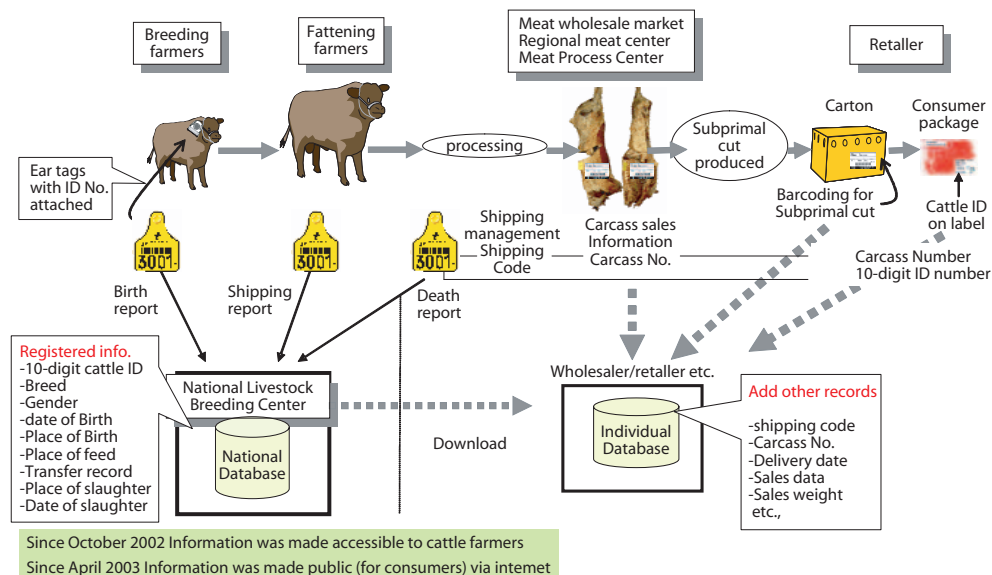 Breeding
farmers
Fattening
farmers
Meat wholesale market
Regional meat center
Meat Process Center
Retaller
Carton
Consumer
package
processing
Subprimal
cut
produced
Ear tags
with ID No.
attached
Barcoding for
Subprimal cut
Cattle ID
on label
3001-
3001-
3001-
Shipping
management
Shipping
Code
Carcass sales
Information
Carcass No.
Carcass Number
10-digit ID number
Birth
report
Shipping
report
Death
report
Registered info.
-10-digit cattle ID
-Breed
-Gender
-date of Birth
-Place of Birth
-Place of feed
-Transfer record
-Place of slaughter
-Date of slaughter
National Livestock
Breeding Center
National
Database
Download
Wholesaler/retaller etc.
Individual
Database
Add other records
-shipping code
-Carcass No.
-Delivery date
-Sales data
-Sales weight
etc.,
Since October 2002 Information was made accessible to cattle farmers
Since April 2003 Information was made public (for consumers) via intemet